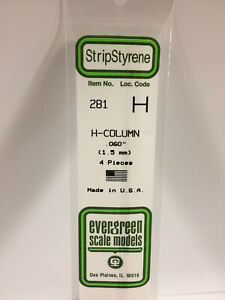 StripStyrene
Item No. Loc. Code
281 H
H-COLUMN
.060"
(1.5 mm)
4 Pieces
Made in U.S.A.
evergreen
scale models
Des Plaines, IL 60018